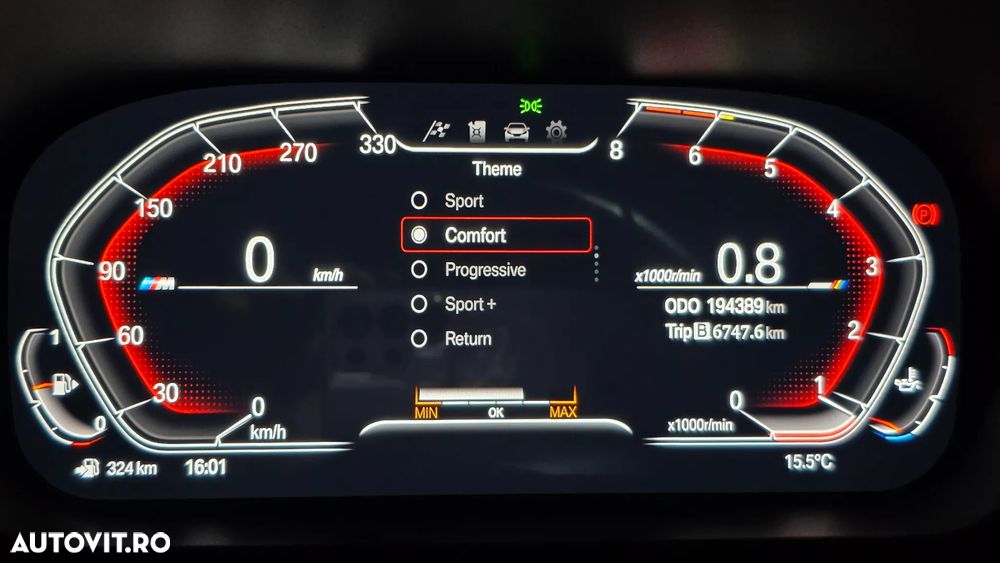 330
270
210
150
90
60
30
0
km/h
0
km/h
M
Theme
Sport
Comfort
Progressive
Sport +
Return
MIN
OK
MAX
8
6
5
4
3
2
1
0
x1000r/min
x1000r/min 0.8
ODO 194389 km
Trip B 6747.6 km
P
1
0
324 km
16:01
15.5°C
AUTOVIT.RO